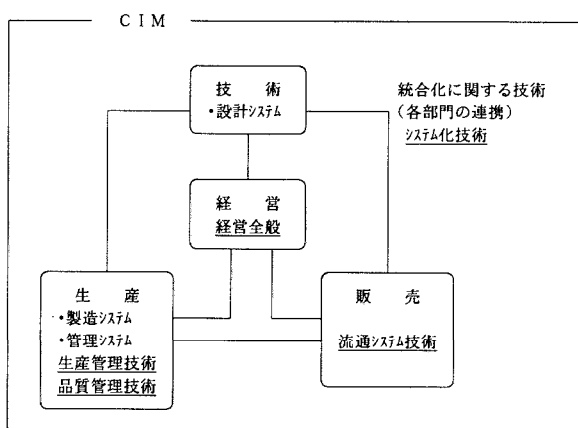 CIM
技術
・設計ｼｽﾃﾑ
統合化に関する技術
(各部門の連携)
ｼｽﾃﾑ化技術
経営
経営全般
生産
・製造ｼｽﾃﾑ
・管理ｼｽﾃﾑ
生産管理技術
品質管理技術
販売
流通ｼｽﾃﾑ技術